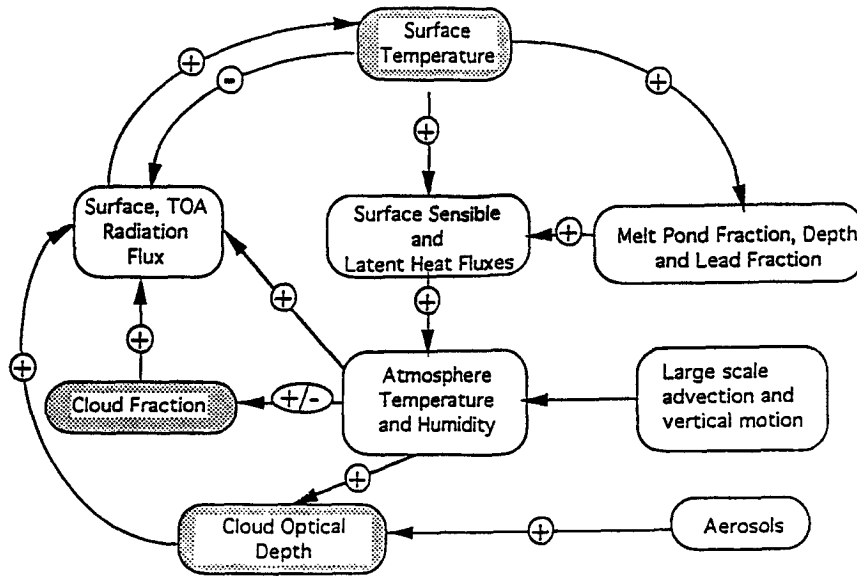 Surface
Temperature
+
-
+
+
Surface, TOA
Radiation
Flux
Surface Sensible
and
Latent Heat Fluxes
+
Melt Pond Fraction, Depth
and Lead Fraction
+
+
+
+
Cloud Fraction
+/-
Atmosphere
Temperature
and Humidity
Large scale
advection and
vertical motion
+
Cloud Optical
Depth
+
Aerosols